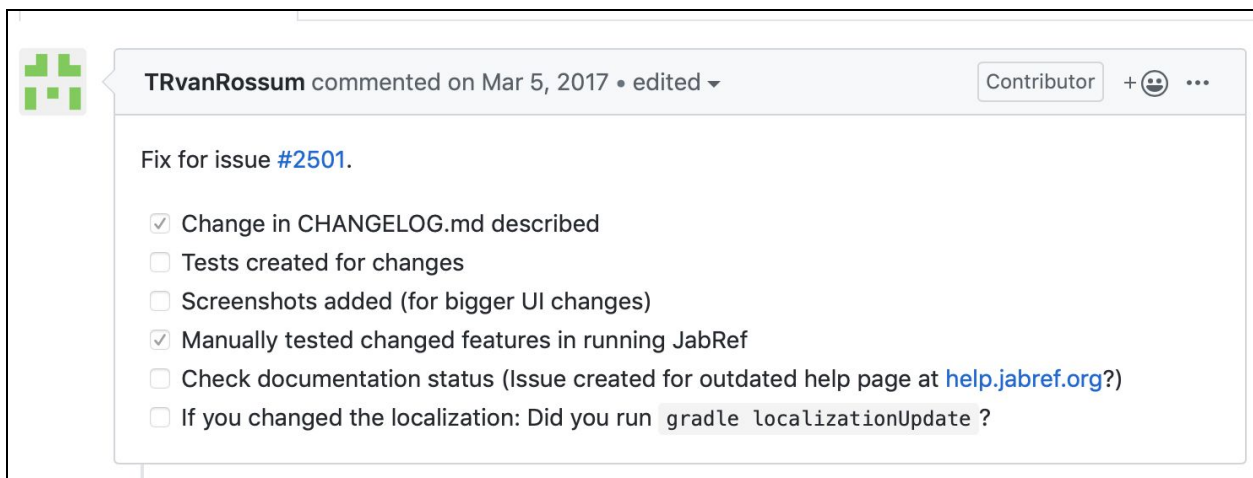 TRvanRossum commented on Mar 5, 2017 • edited
Contributor
Fix for issue #2501.
Change in CHANGELOG.md described
Tests created for changes
Screenshots added (for bigger UI changes)
Manually tested changed features in running JabRef
Check documentation status (Issue created for outdated help page at help.jabref.org?)
If you changed the localization: Did you run gradle localizationUpdate ?